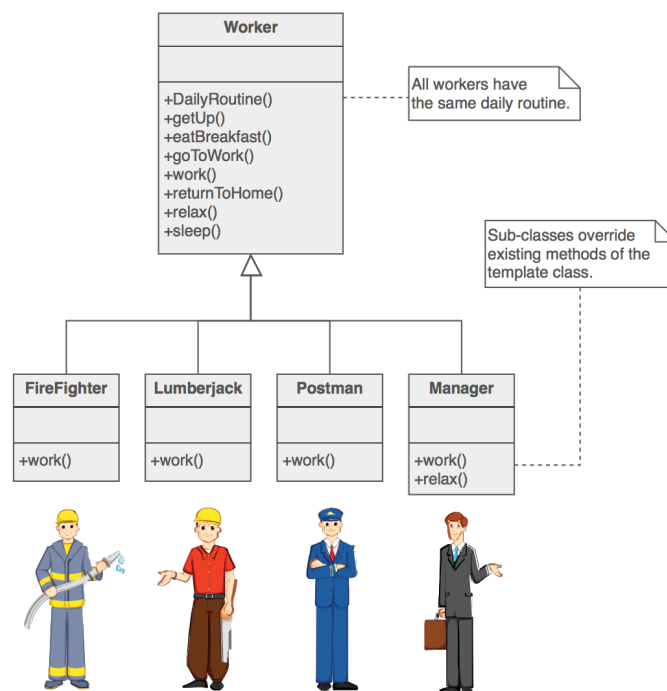 Worker
+DailyRoutine()
+getUp()
+eatBreakfast()
+goToWork()
+work()
+returnToHome()
+relax()
+sleep()
All workers have
the same daily routine.
Sub-classes override
existing methods of the
template class.
FireFighter
+work()
Lumberjack
+work()
Postman
+work()
Manager
+work()
+relax()